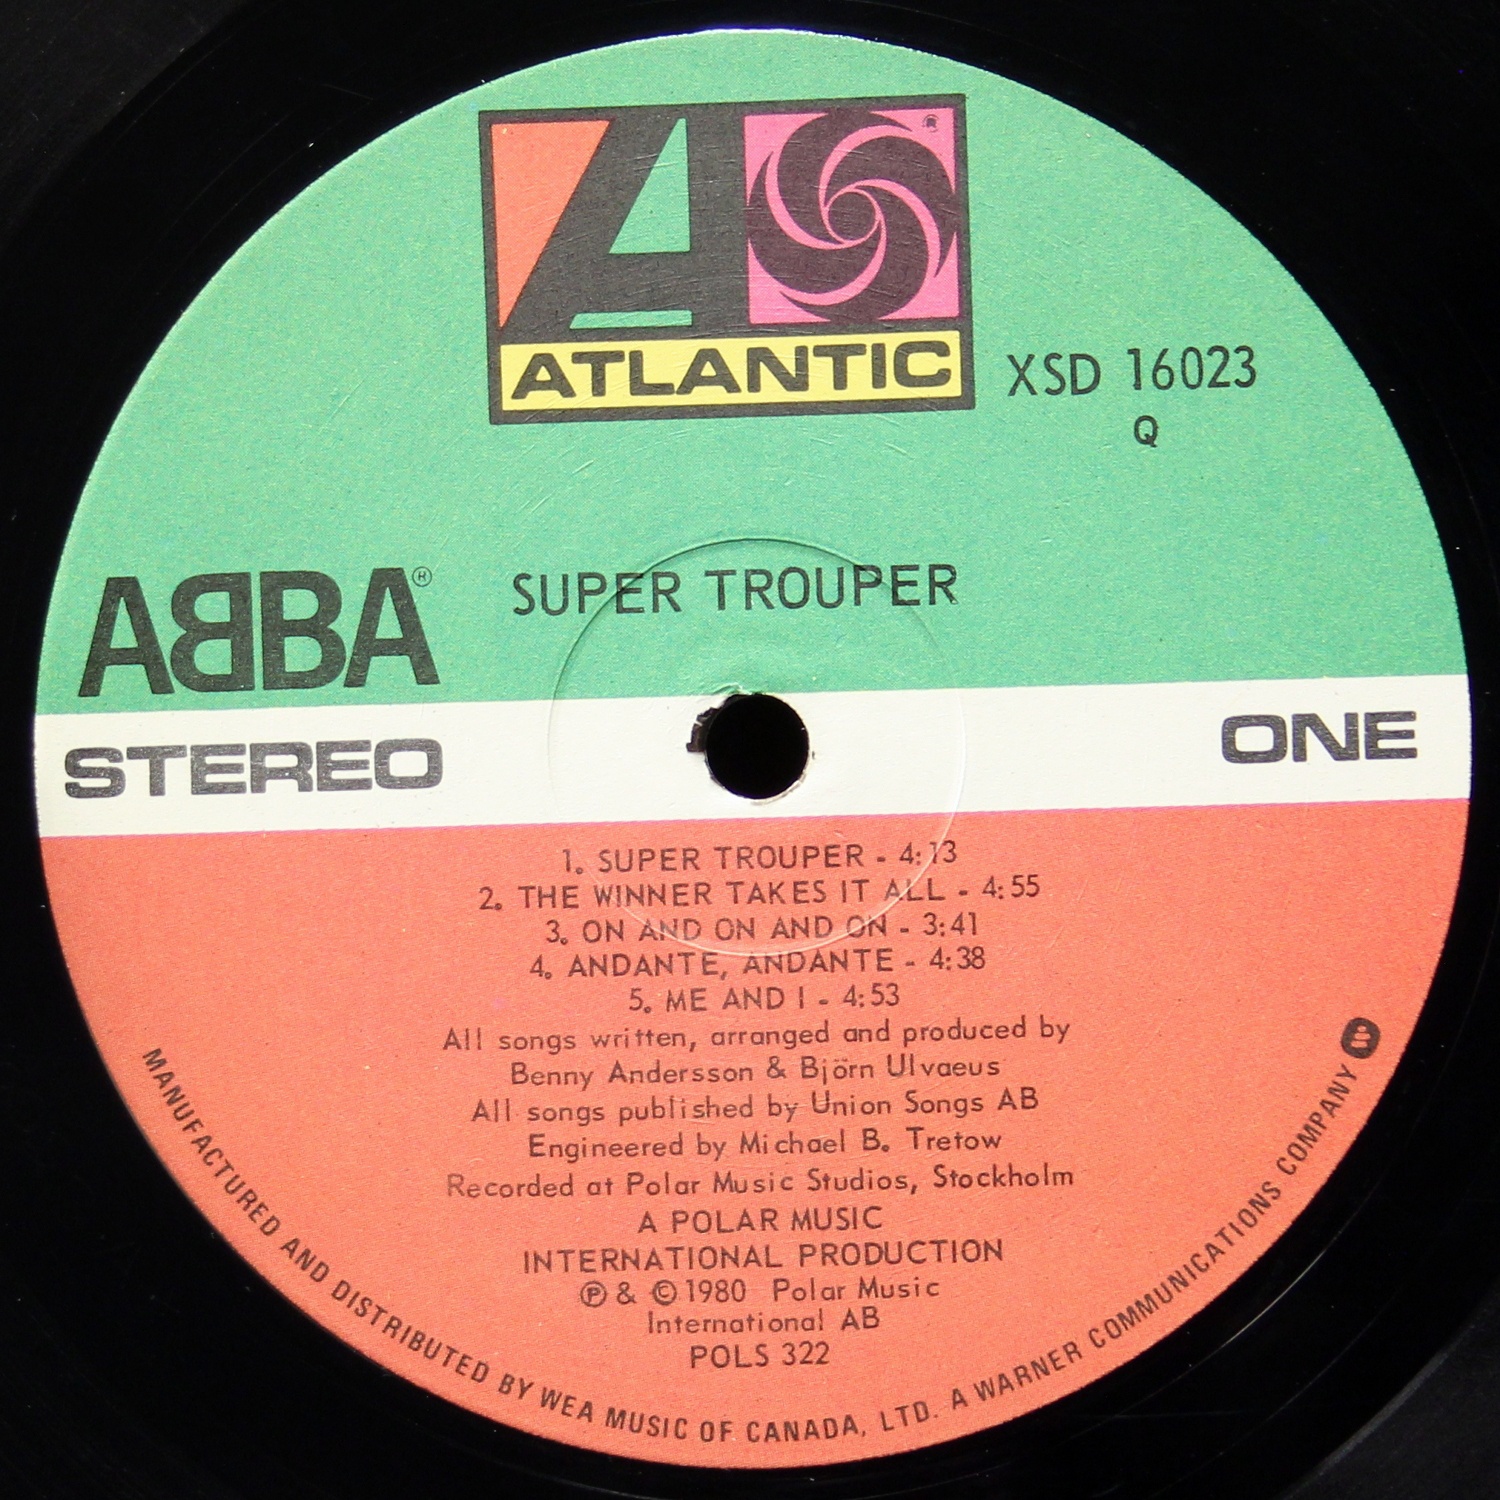 ATLANTIC
XSD 16023
Q
ABBA®
SUPER TROUPER
STEREO
ONE
1. SUPER TROUPER - 4:13
2. THE WINNER TAKES IT ALL - 4:55
3. ON AND ON AND ON - 3:41
4. ANDANTE, ANDANTE - 4:38
5. ME AND I - 4:53
All songs written, arranged and produced by
Benny Andersson & Björn Ulvaeus
All songs published by Union Songs AB
Engineered by Michael B. Tretow
Recorded at Polar Music Studios, Stockholm
A POLAR MUSIC
INTERNATIONAL PRODUCTION
℗ & © 1980 Polar Music
International AB
POLS 322
MANUFACTURED AND DISTRIBUTED BY WEA MUSIC OF CANADA, LTD. A WARNER COMMUNICATIONS COMPANY